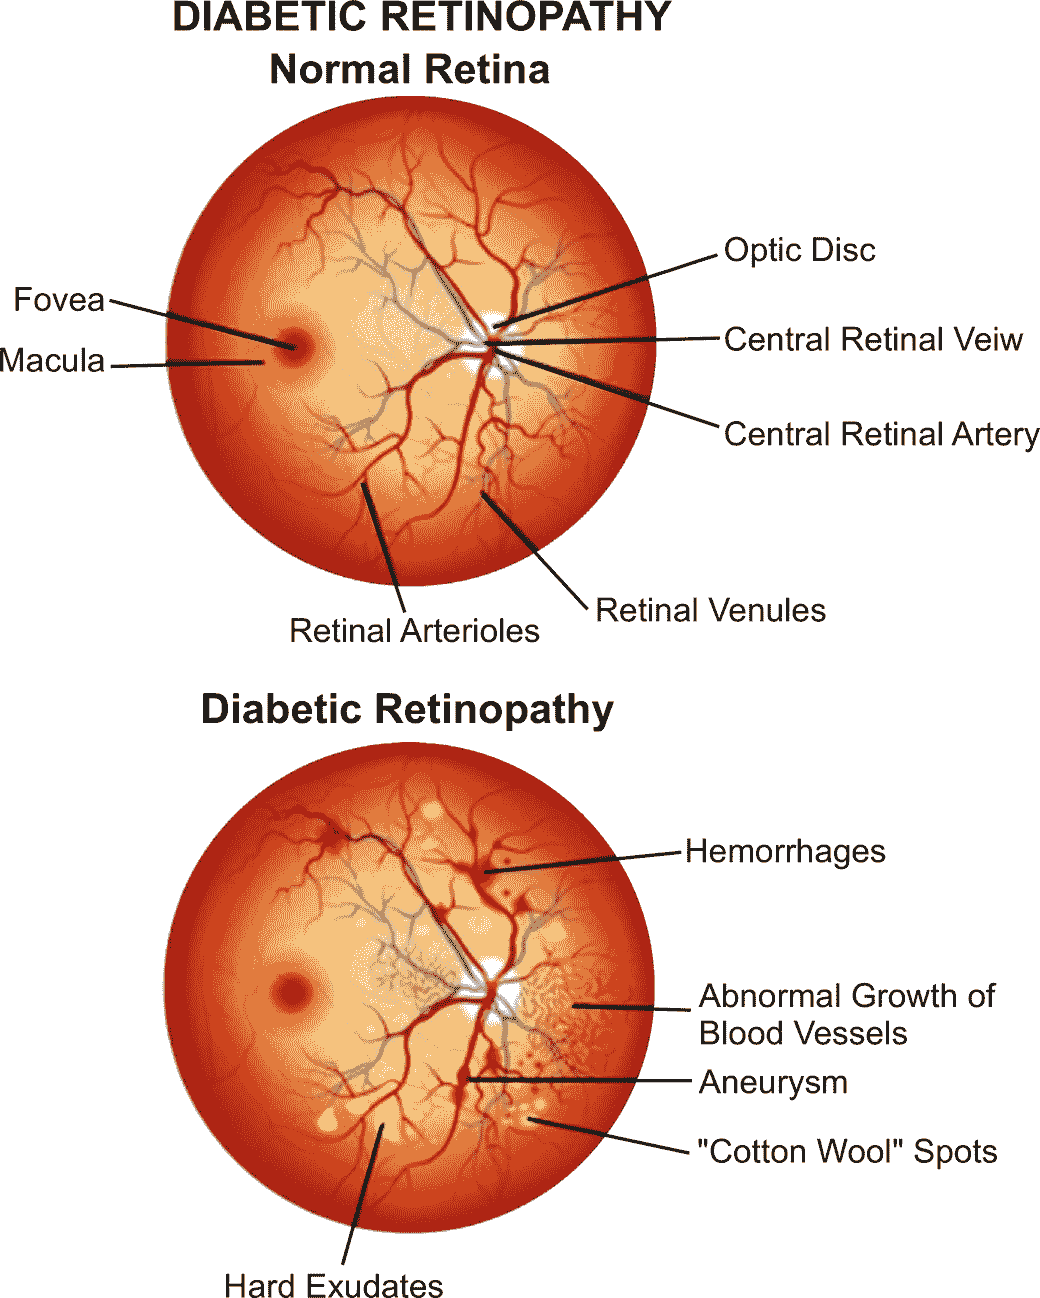 DIABETIC RETINOPATHY
Normal Retina
Optic Disc
Fovea
Central Retinal Veiw
Macula
Central Retinal Artery
Retinal Venules
Retinal Arterioles
Diabetic Retinopathy
Hemorrhages
Abnormal Growth of
Blood Vessels
Aneurysm
"Cotton Wool" Spots
Hard Exudates